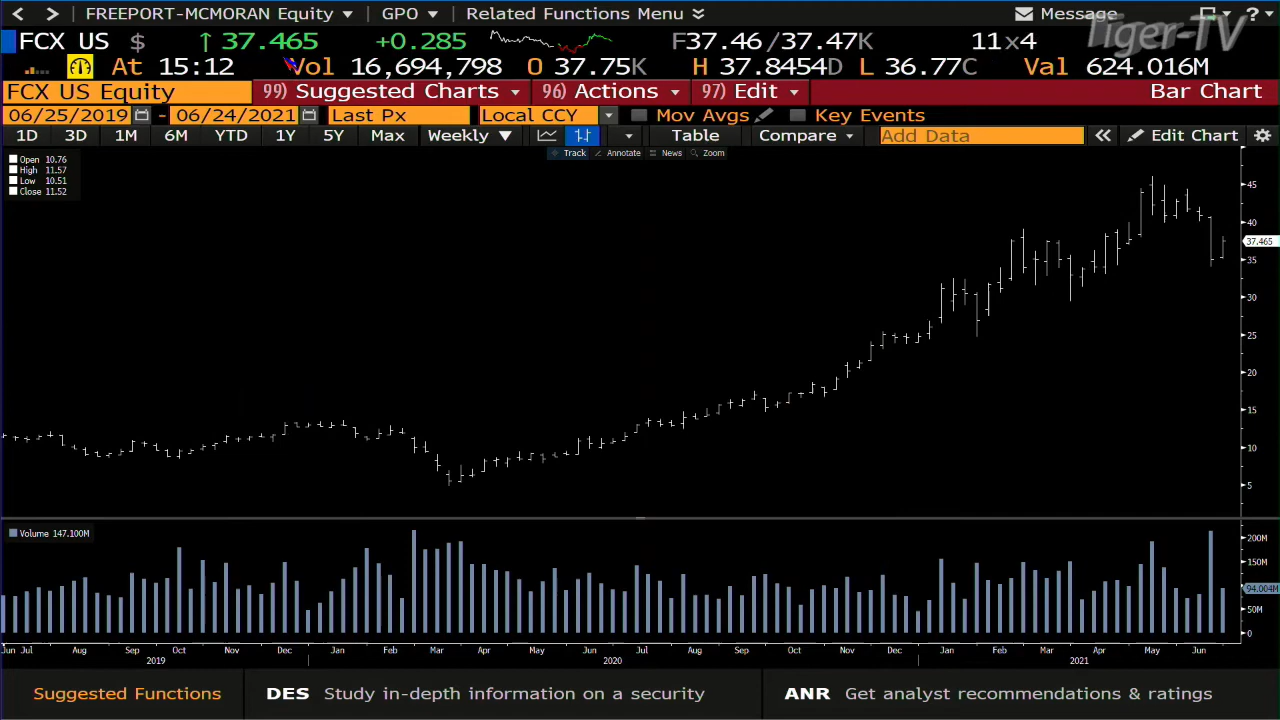 FREEPORT-MCMORAN Equity GPO Related Functions Menu Message ?
Tiger-TV
FCX US $ ↑ 37.465 +0.285 F37.46 /37.47K 11x4
At 15:12 Vol 16,694,798 O 37.75K H 37.8454D L 36.77C Val 624.016M
FCX US Equity 99) Suggested Charts 96) Actions 97) Edit Bar Chart
06/25/2019 - 06/24/2021 Last Px Local CCY Mov Avgs Key Events
1D 3D 1M 6M YTD 1Y 5Y Max Weekly ▼ Table Compare Add Data « Edit Chart
Track Annotate News Zoom
Open 10.76
High 11.57
Low 10.51
Close 11.52
45
40
37.465
35
30
25
20
15
10
5
Volume 147.100M
200M
150M
94.004M
50M
0
Jun Jul Aug Sep Oct Nov Dec Jan Feb Mar Apr May Jun Jul Aug Sep Oct Nov Dec Jan Feb Mar Apr May Jun
2019 2020 2021
Suggested Functions DES Study in-depth information on a security ANR Get analyst recommendations & ratings